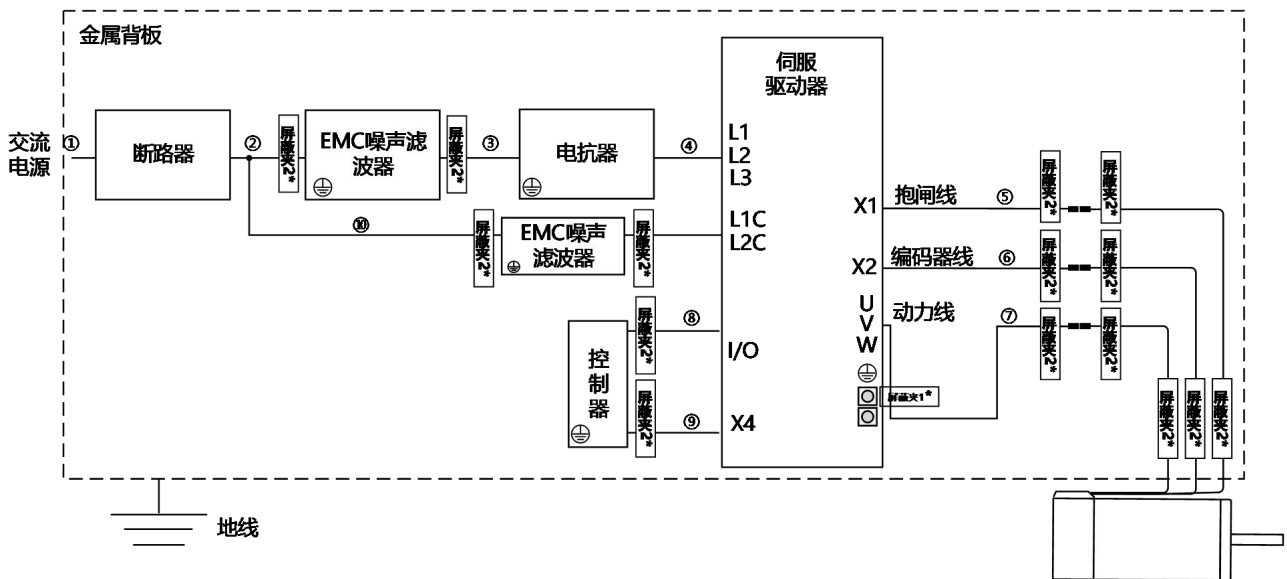 金属背板
伺服
驱动器
交流
电源
①
断路器
②
屏蔽夹2*
EMC噪声滤
波器
屏蔽夹2*
③
电抗器
④
L1
L2
L3
⑩
屏蔽夹2*
EMC噪声
滤波器
屏蔽夹2*
L1C
L2C
X1
抱闸线
⑤
屏蔽夹2*
屏蔽夹2*
X2
编码器线
⑥
屏蔽夹2*
屏蔽夹2*
U
V
W
动力线
⑦
屏蔽夹2*
屏蔽夹2*
控
制
器
屏蔽夹2*
⑧
I/O
屏蔽夹2*
⑨
X4
屏蔽夹1*
屏蔽夹2*
屏蔽夹2*
屏蔽夹2*
地线